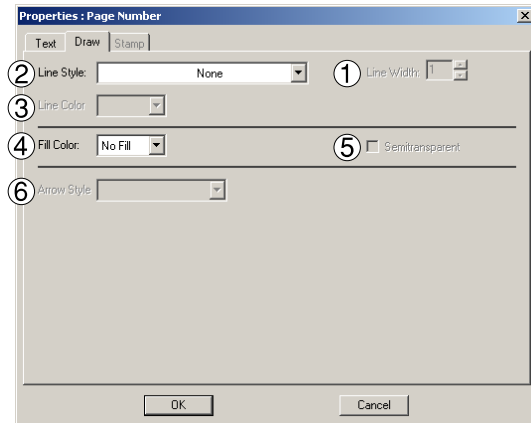 Properties : Page Number
Text Draw Stamp
② Line Style: None ① Line Width: 1
③ Line Color
④ Fill Color: No Fill ⑤ Semitransparent
⑥ Arrow Style
OK Cancel